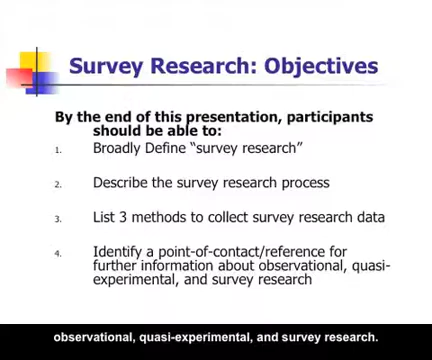 Survey Research: Objectives
By the end of this presentation, participants
should be able to:
1. Broadly Define “survey research”
2. Describe the survey research process
3. List 3 methods to collect survey research data
4. Identify a point-of-contact/reference for
further information about observational, quasi-
experimental, and survey research
observational, quasi-experimental, and survey research.